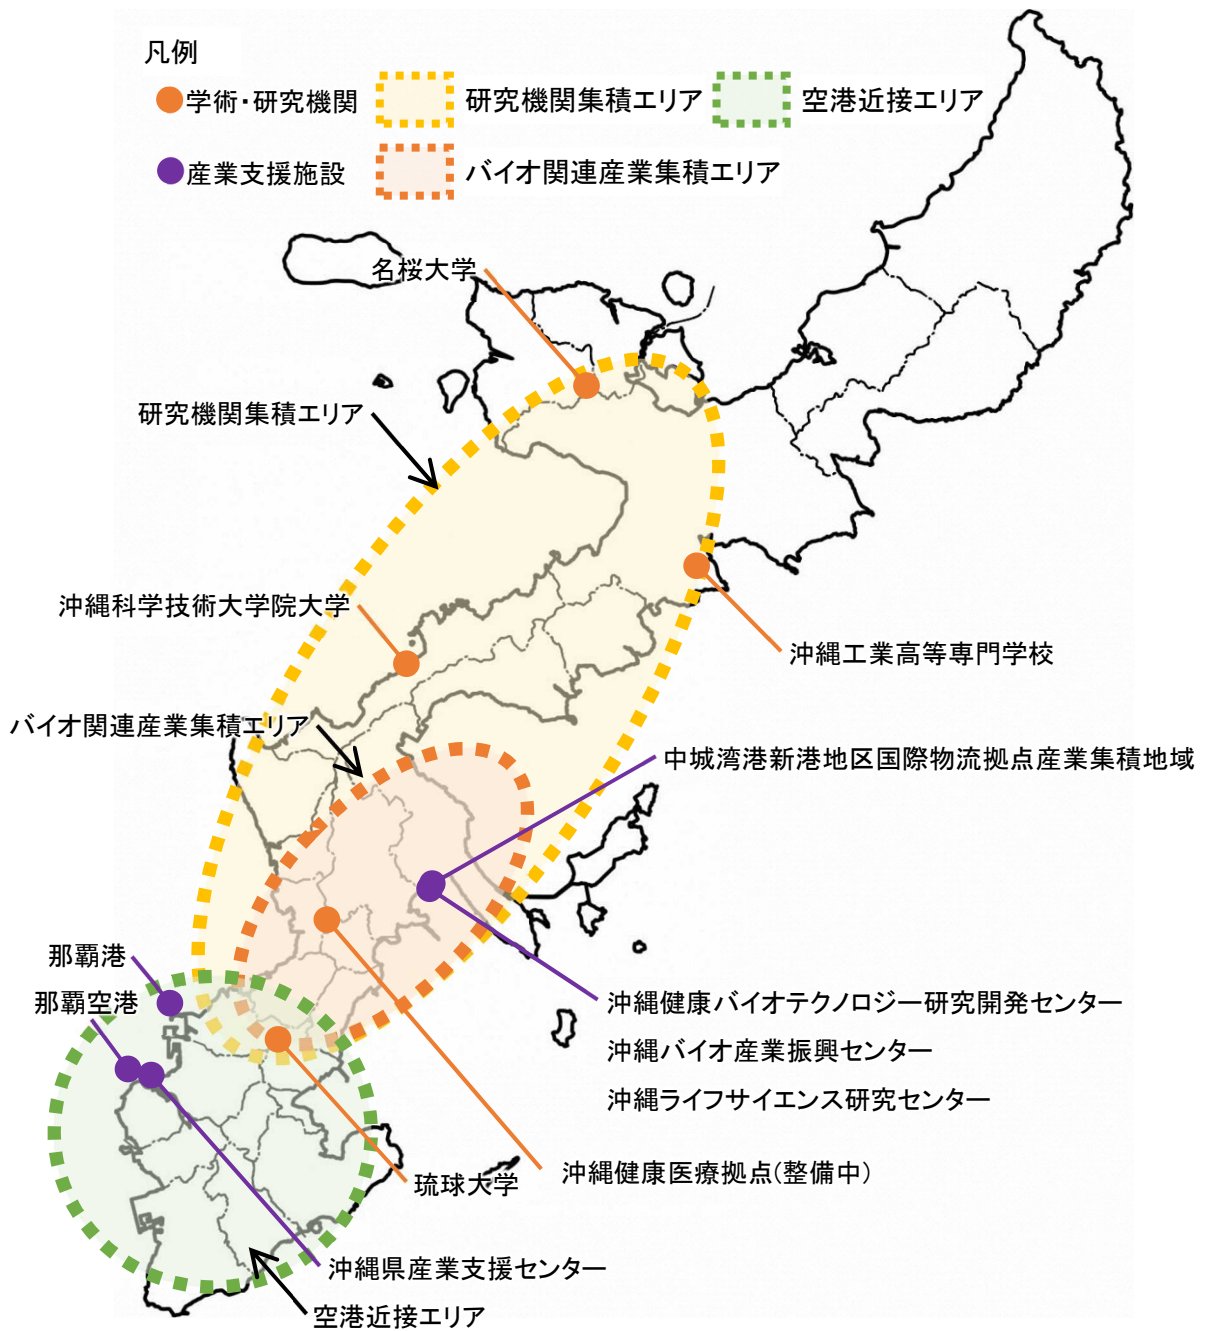 凡例
学術・研究機関
研究機関集積エリア
空港近接エリア
産業支援施設
バイオ関連産業集積エリア
名桜大学
研究機関集積エリア
沖縄科学技術大学院大学
沖縄工業高等専門学校
バイオ関連産業集積エリア
中城湾港新港地区国際物流拠点産業集積地域
那覇港
那覇空港
沖縄健康バイオテクノロジー研究開発センター
沖縄バイオ産業振興センター
沖縄ライフサイエンス研究センター
沖縄健康医療拠点(整備中)
琉球大学
沖縄県産業支援センター
空港近接エリア